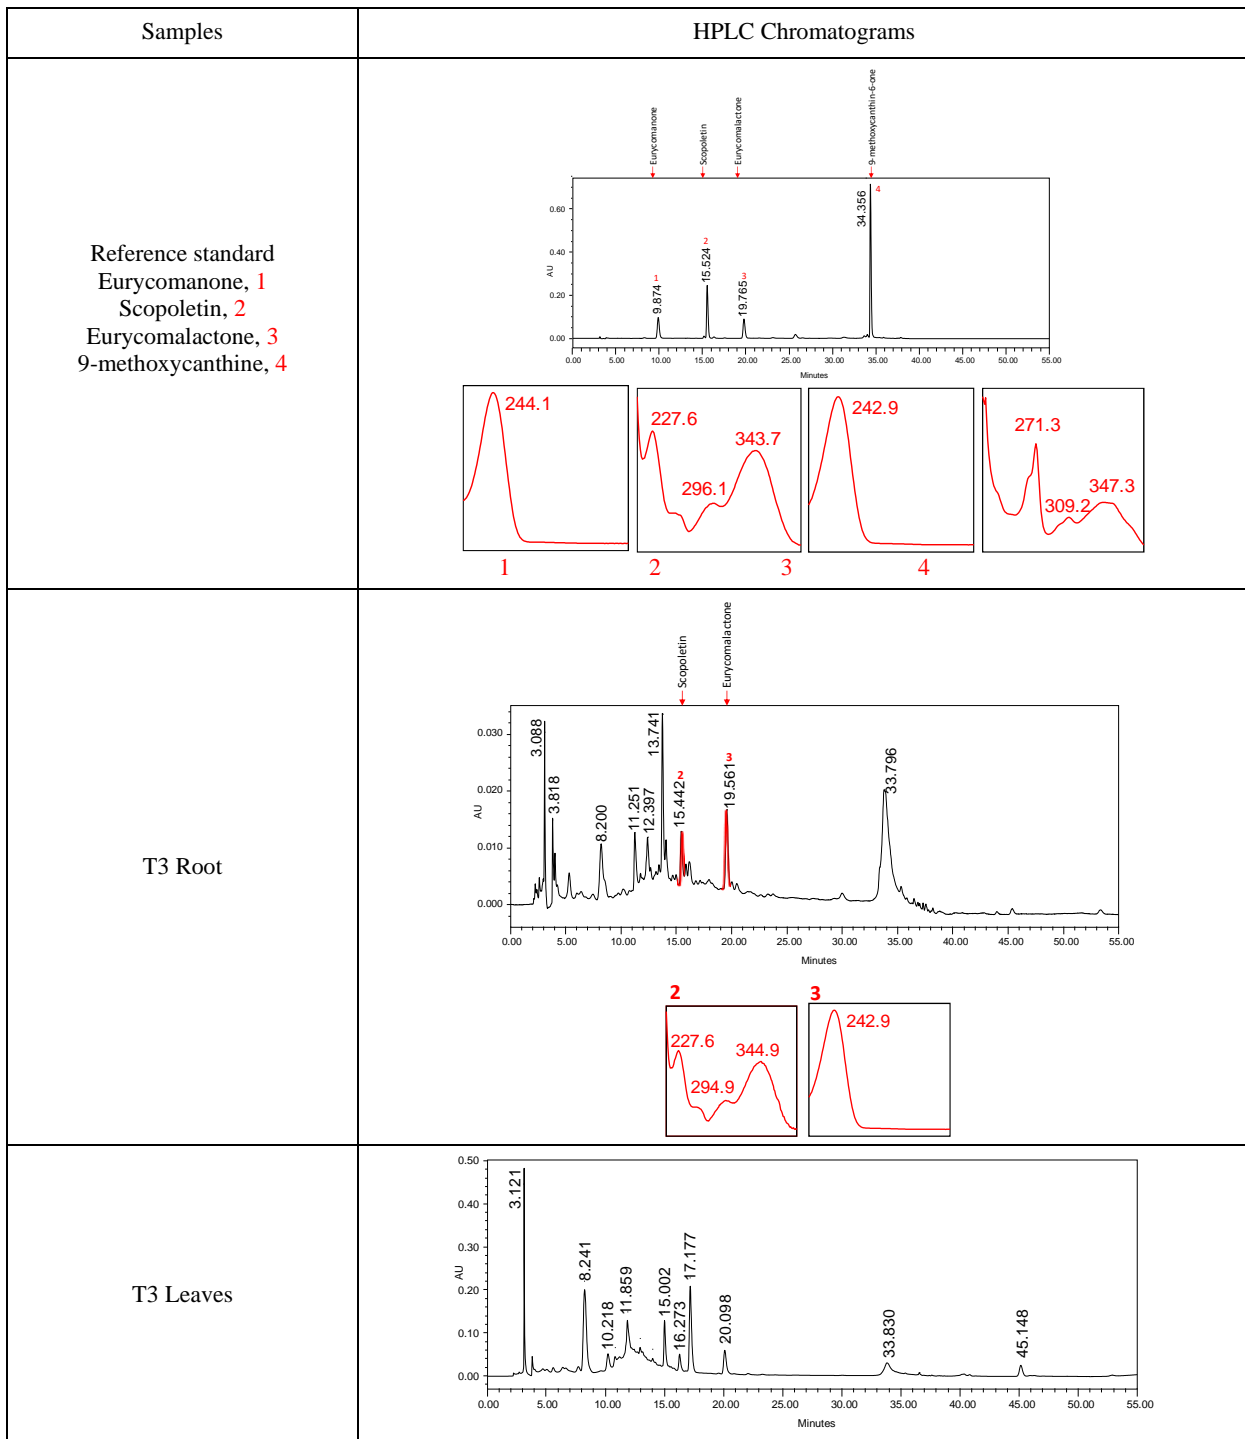 Samples
HPLC Chromatograms
Reference standard
Eurycomanone, 1
Scopoletin, 2
Eurycomalactone, 3
9-methoxycanthine, 4
Eurycomanone
Scopoletin
Eurycomalactone
9-methoxycanthin-6-one
AU
0.60
0.40
0.20
0.00
1
9.874
2
15.524
3
19.765
34.356
4
0.00 5.00 10.00 15.00 20.00 25.00 30.00 35.00 40.00 45.00 50.00 55.00
Minutes
244.1
227.6
296.1
343.7
242.9
271.3
309.2
347.3
1 2 3 4
T3 Root
Scopoletin
Eurycomalactone
AU
0.030
0.020
0.010
0.000
3.088
3.818
8.200
11.251
12.397
13.741
2
15.442
3
19.561
33.796
0.00 5.00 10.00 15.00 20.00 25.00 30.00 35.00 40.00 45.00 50.00 55.00
Minutes
2
227.6
294.9
344.9
3
242.9
T3 Leaves
AU
0.50
0.40
0.30
0.20
0.10
0.00
3.121
8.241
10.218
11.859
15.002
16.273
17.177
20.098
33.830
45.148
0.00 5.00 10.00 15.00 20.00 25.00 30.00 35.00 40.00 45.00 50.00 55.00
Minutes